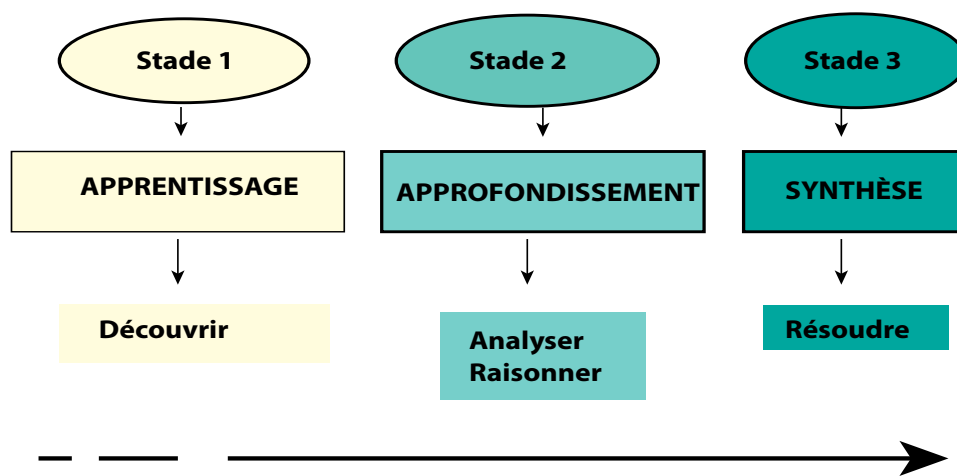 Stade 1
Stade 2
Stade 3
APPRENTISSAGE
APPROFONDISSEMENT
SYNTHÈSE
Découvrir
Analyser
Raisonner
Résoudre